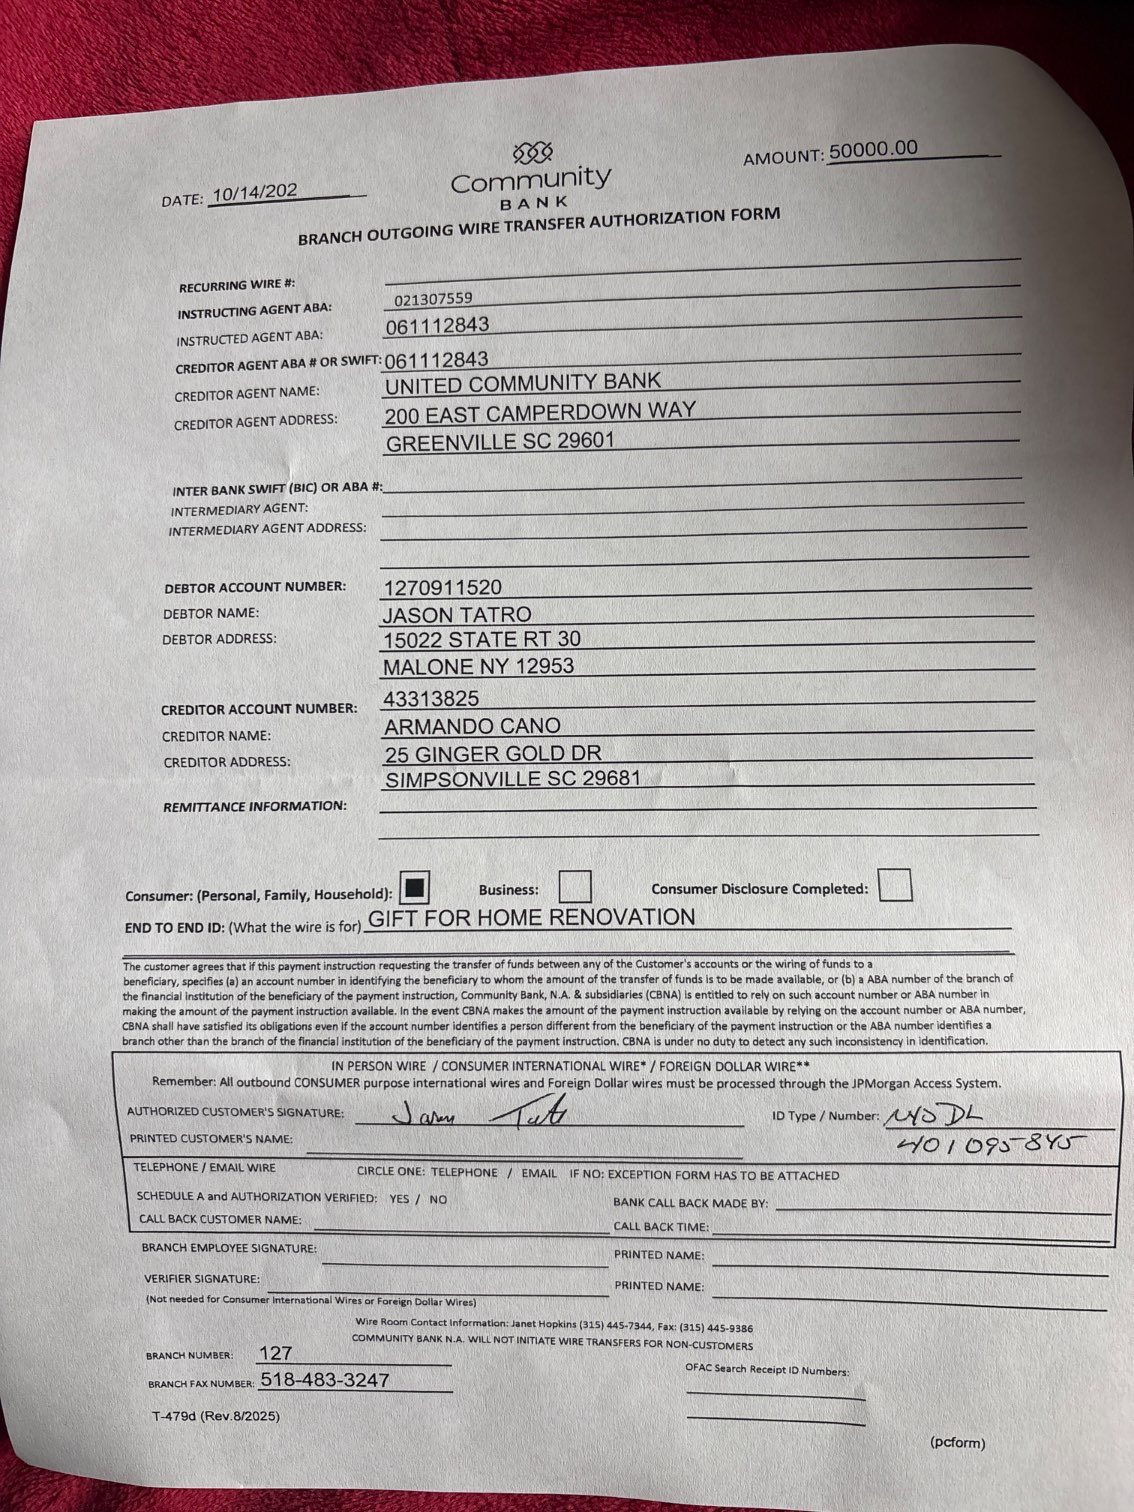 DATE: 10/14/202
Community
BANK
AMOUNT: 50000.00
BRANCH OUTGOING WIRE TRANSFER AUTHORIZATION FORM
RECURRING WIRE #:
INSTRUCTING AGENT ABA: 021307559
INSTRUCTED AGENT ABA: 061112843
CREDITOR AGENT ABA # OR SWIFT: 061112843
CREDITOR AGENT NAME: UNITED COMMUNITY BANK
CREDITOR AGENT ADDRESS: 200 EAST CAMPERDOWN WAY
GREENVILLE SC 29601
INTER BANK SWIFT (BIC) OR ABA #:
INTERMEDIARY AGENT:
INTERMEDIARY AGENT ADDRESS:
DEBTOR ACCOUNT NUMBER: 1270911520
DEBTOR NAME: JASON TATRO
DEBTOR ADDRESS: 15022 STATE RT 30
MALONE NY 12953
CREDITOR ACCOUNT NUMBER: 43313825
CREDITOR NAME: ARMANDO CANO
CREDITOR ADDRESS: 25 GINGER GOLD DR
SIMPSONVILLE SC 29681
REMITTANCE INFORMATION:
Consumer: (Personal, Family, Household): Business: Consumer Disclosure Completed:
END TO END ID: (What the wire is for) GIFT FOR HOME RENOVATION
The customer agrees that if this payment instruction requesting the transfer of funds between any of the Customer's accounts or the wiring of funds to a
beneficiary, specifies (a) an account number in identifying the beneficiary to whom the amount of the transfer of funds is to be made available, or (b) a ABA number of the branch of
the financial institution of the beneficiary of the payment instruction, Community Bank, N.A. & subsidiaries (CBNA) is entitled to rely on such account number or ABA number in
making the amount of the payment instruction available. In the event CBNA makes the amount of the payment instruction available by relying on the account number or ABA number,
CBNA shall have satisfied its obligations even if the account number identifies a person different from the beneficiary of the payment instruction or the ABA number identifies a
branch other than the branch of the financial institution of the beneficiary of the payment instruction. CBNA is under no duty to detect any such inconsistency in identification.
IN PERSON WIRE / CONSUMER INTERNATIONAL WIRE* / FOREIGN DOLLAR WIRE**
Remember: All outbound CONSUMER purpose international wires and Foreign Dollar wires must be processed through the JPMorgan Access System.
AUTHORIZED CUSTOMER'S SIGNATURE: ID Type / Number: NYS DL
PRINTED CUSTOMER'S NAME: 401095845
TELEPHONE / EMAIL WIRE CIRCLE ONE: TELEPHONE / EMAIL IF NO: EXCEPTION FORM HAS TO BE ATTACHED
SCHEDULE A and AUTHORIZATION VERIFIED: YES / NO BANK CALL BACK MADE BY:
CALL BACK CUSTOMER NAME: CALL BACK TIME:
BRANCH EMPLOYEE SIGNATURE: PRINTED NAME:
VERIFIER SIGNATURE: PRINTED NAME:
(Not needed for Consumer International Wires or Foreign Dollar Wires)
Wire Room Contact Information: Janet Hopkins (315) 445-7344, Fax: (315) 445-9386
COMMUNITY BANK N.A. WILL NOT INITIATE WIRE TRANSFERS FOR NON-CUSTOMERS
BRANCH NUMBER: 127
BRANCH FAX NUMBER: 518-483-3247
OFAC Search Receipt ID Numbers:
T-479d (Rev.8/2025)
(pcform)